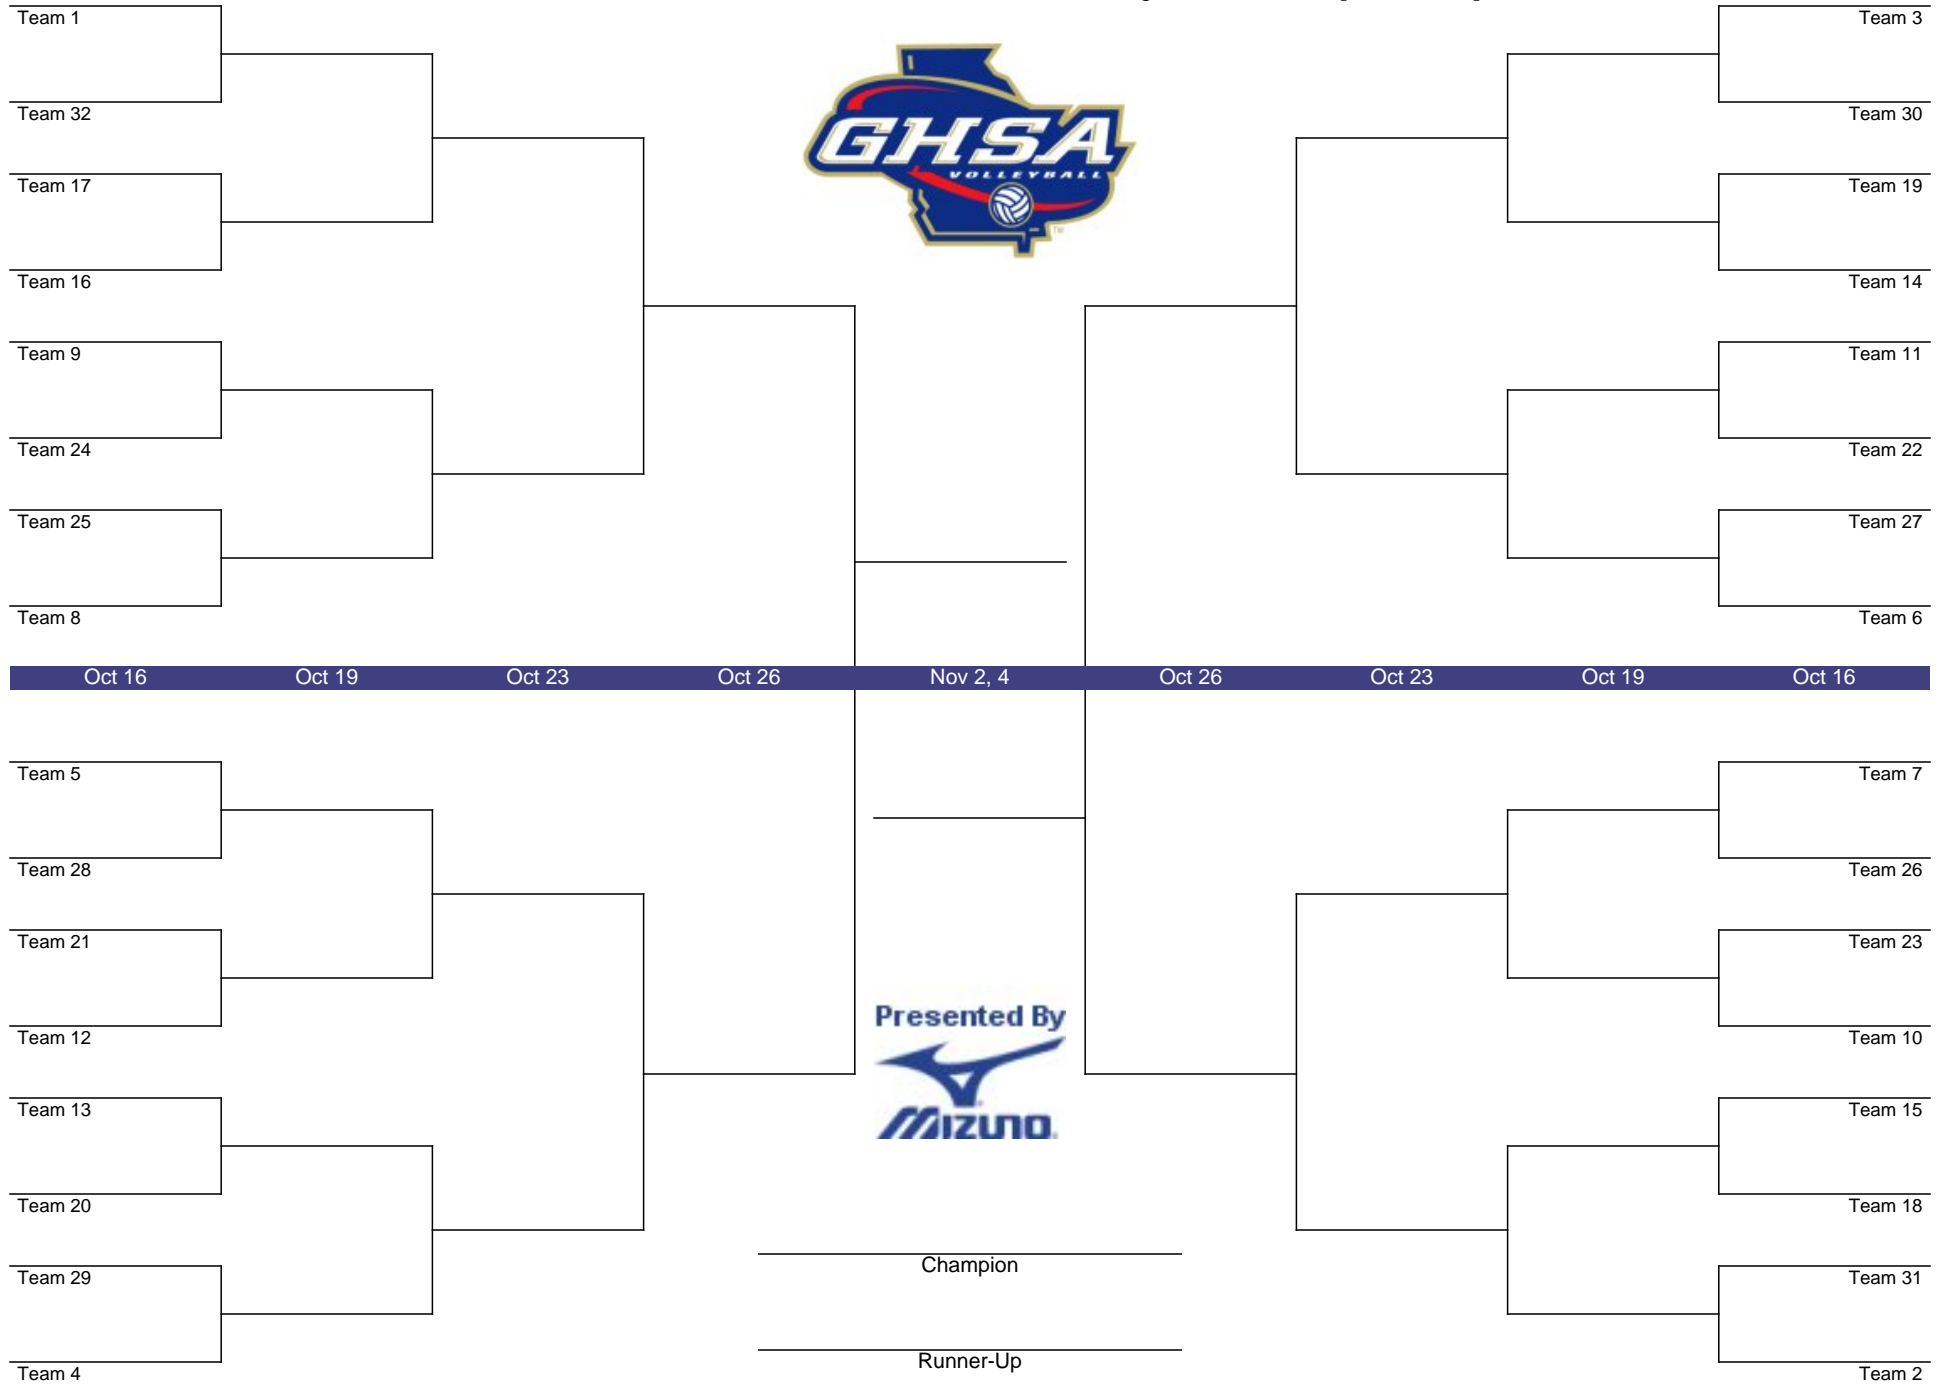 Team 1
Team 32
Team 17
Team 16
Team 9
Team 24
Team 25
Team 8
GHSA
VOLLEYBALL
TM
Team 3
Team 30
Team 19
Team 14
Team 11
Team 22
Team 27
Team 6
Oct 16 Oct 19 Oct 23 Oct 26 Nov 2, 4 Oct 26 Oct 23 Oct 19 Oct 16
Team 5
Team 28
Team 21
Team 12
Team 13
Team 20
Team 29
Team 4
Presented By
MIZUNO
Champion
Runner-Up
Team 7
Team 26
Team 23
Team 10
Team 15
Team 18
Team 31
Team 2